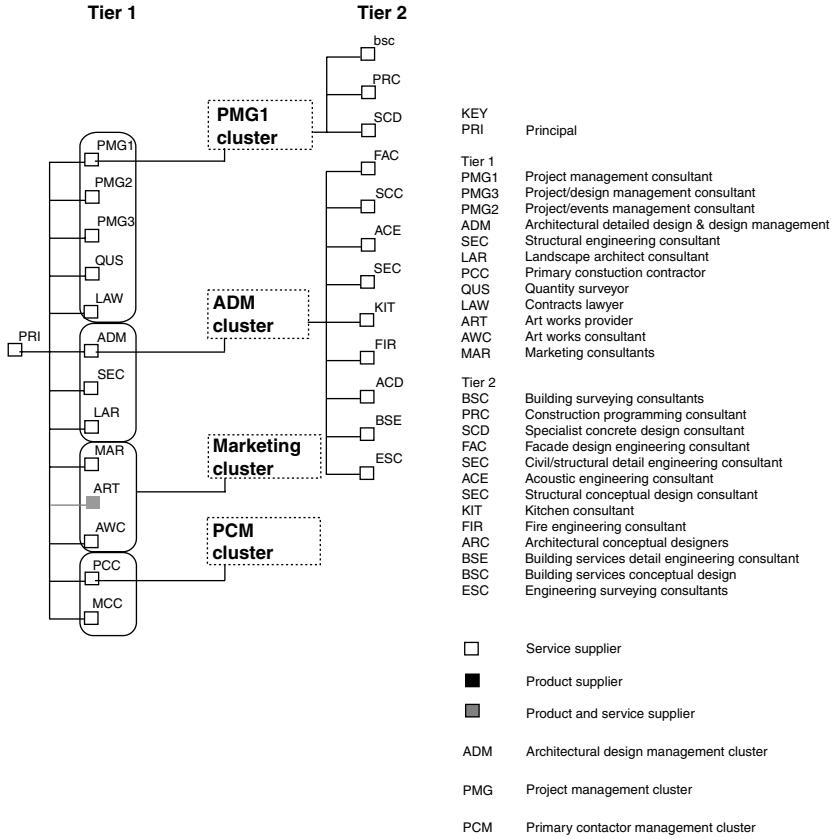 Tier 1
Tier 2
bsc
PRC
SCD
PMG1
cluster
FAC
SCC
ACE
SEC
KIT
FIR
ACD
BSE
ESC
ADM
cluster
Marketing
cluster
PCM
cluster
PRI
PMG1
PMG2
PMG3
QUS
LAW
ADM
SEC
LAR
MAR
ART
AWC
PCC
MCC
KEY
PRI Principal
Tier 1
PMG1 Project management consultant
PMG3 Project/design management consultant
PMG2 Project/events management consultant
ADM Architectural detailed design & design management
SEC Structural engineering consultant
LAR Landscape architect consultant
PCC Primary constuction contractor
QUS Quantity surveyor
LAW Contracts lawyer
ART Art works provider
AWC Art works consultant
MAR Marketing consultants
Tier 2
BSC Building surveying consultants
PRC Construction programming consultant
SCD Specialist concrete design consultant
FAC Facade design engineering consultant
SEC Civil/structural detail engineering consultant
ACE Acoustic engineering consultant
SEC Structural conceptual design consultant
KIT Kitchen consultant
FIR Fire engineering consultant
ARC Architectural conceptual designers
BSE Building services detail engineering consultant
BSC Building services conceptual design
ESC Engineering surveying consultants
Service supplier
Product supplier
Product and service supplier
ADM Architectural design management cluster
PMG Project management cluster
PCM Primary contactor management cluster